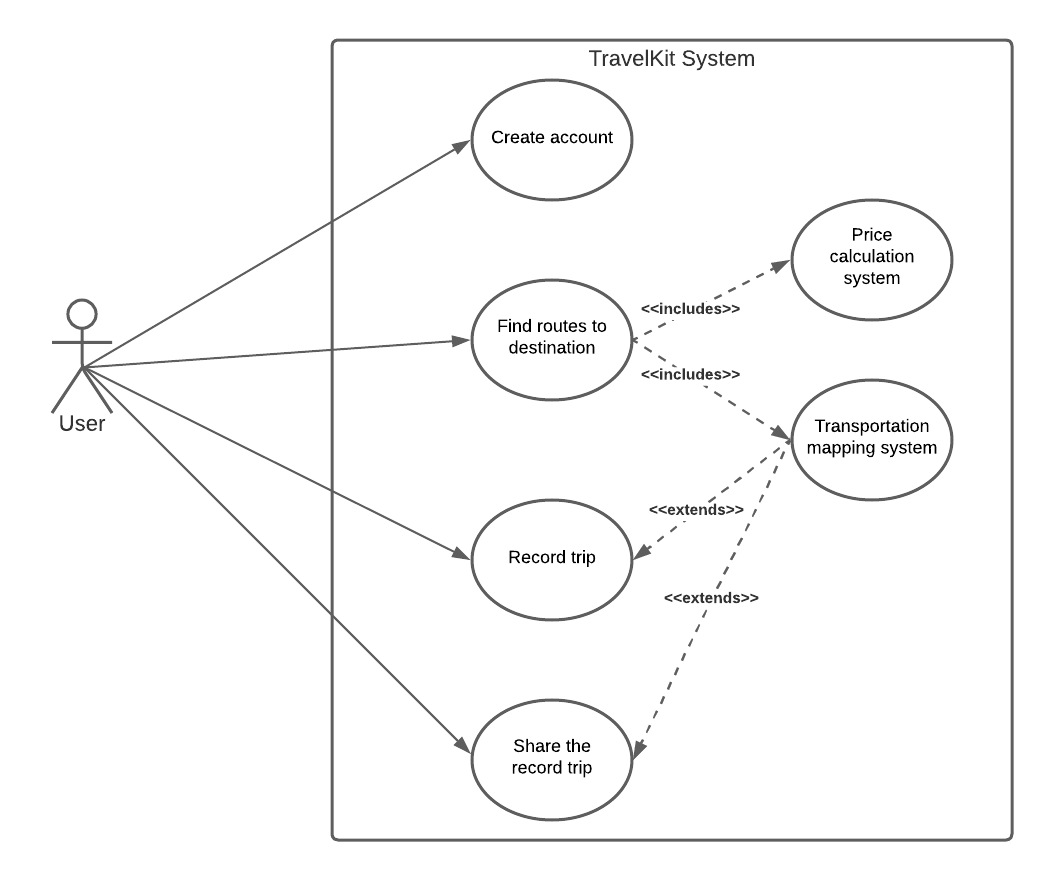 TravelKit System
Create account
Price
calculation
system
<<includes>>
Find routes to
destination
<<includes>>
User
Transportation
mapping system
<<extends>>
Record trip
<<extends>>
Share the
record trip